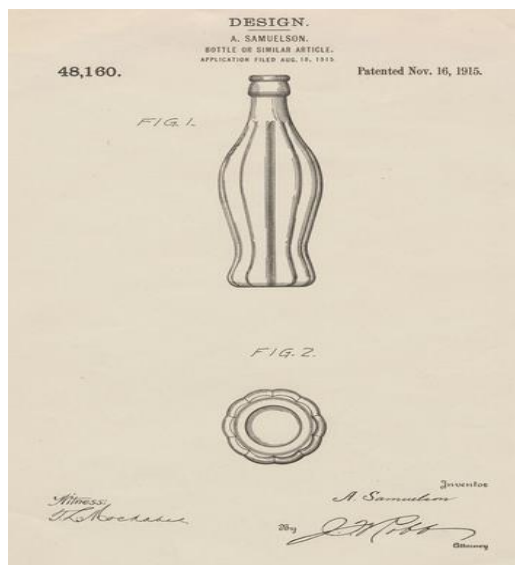 DESIGN.
A. SAMUELSON.
BOTTLE OR SIMILAR ARTICLE.
APPLICATION FILED AUG. 18, 1915.
48,160.
Patented Nov. 16, 1915.
FIG. 1.
FIG. 2.
Inventor
Witness:
A. Samuelson
By
Attorney